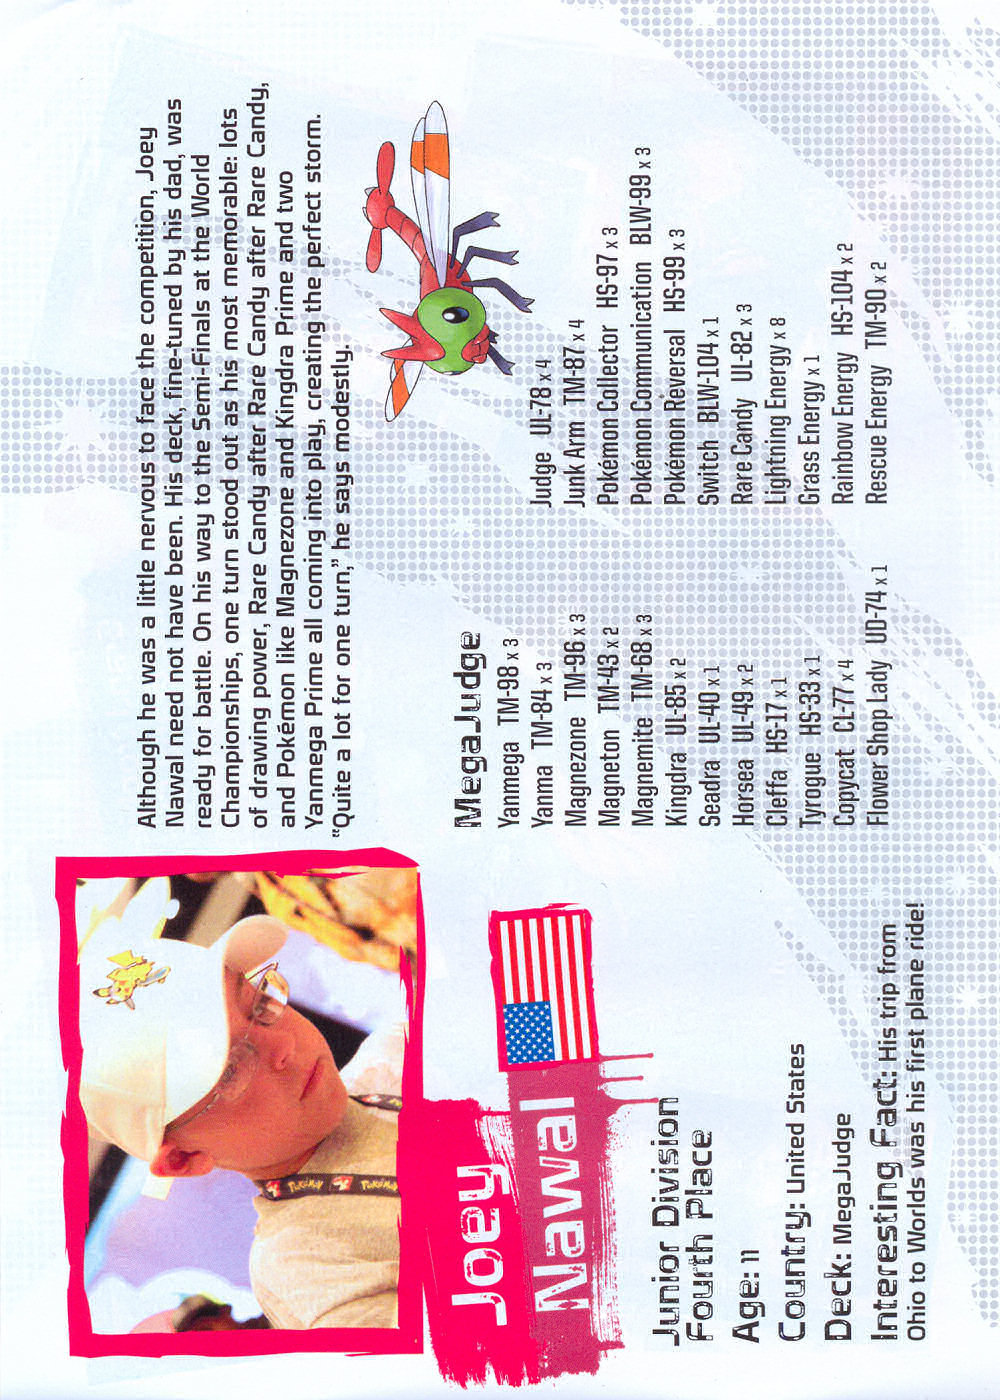 Although he was a little nervous to face the competition, Joey
Nawal need not have been. His deck, fine-tuned by his dad, was
ready for battle. On his way to the Semi-Finals at the World
Championships, one turn stood out as his most memorable: lots
of drawing power, Rare Candy after Rare Candy after Rare Candy,
and Pokémon like Magnezone and Kingdra Prime and two
Yanmega Prime all coming into play, creating the perfect storm.
“Quite a lot for one turn,” he says modestly.
Joey
Nawal
Junior Division
Fourth Place
Age: 11
Country: United States
Deck: MegaJudge
Interesting Fact: His trip from
Ohio to Worlds was his first plane ride!
MegaJudge
Yanmega TM-98 x 3
Yanma TM-84 x 3
Magnezone TM-96 x 3
Magneton TM-43 x 2
Magnemite TM-68 x 3
Kingdra UL-85 x 2
Seadra UL-40 x 1
Horsea UL-49 x 2
Cleffa HS-17 x 1
Tyrogue HS-33 x 1
Copycat CL-77 x 4
Flower Shop Lady UD-74 x 1
Judge UL-78 x 4
Junk Arm TM-87 x 4
Pokémon Collector HS-97 x 3
Pokémon Communication BLW-99 x 3
Pokémon Reversal HS-99 x 3
Switch BLW-104 x 1
Rare Candy UL-82 x 3
Lightning Energy x 8
Grass Energy x 1
Rainbow Energy HS-104 x 2
Rescue Energy TM-90 x 2